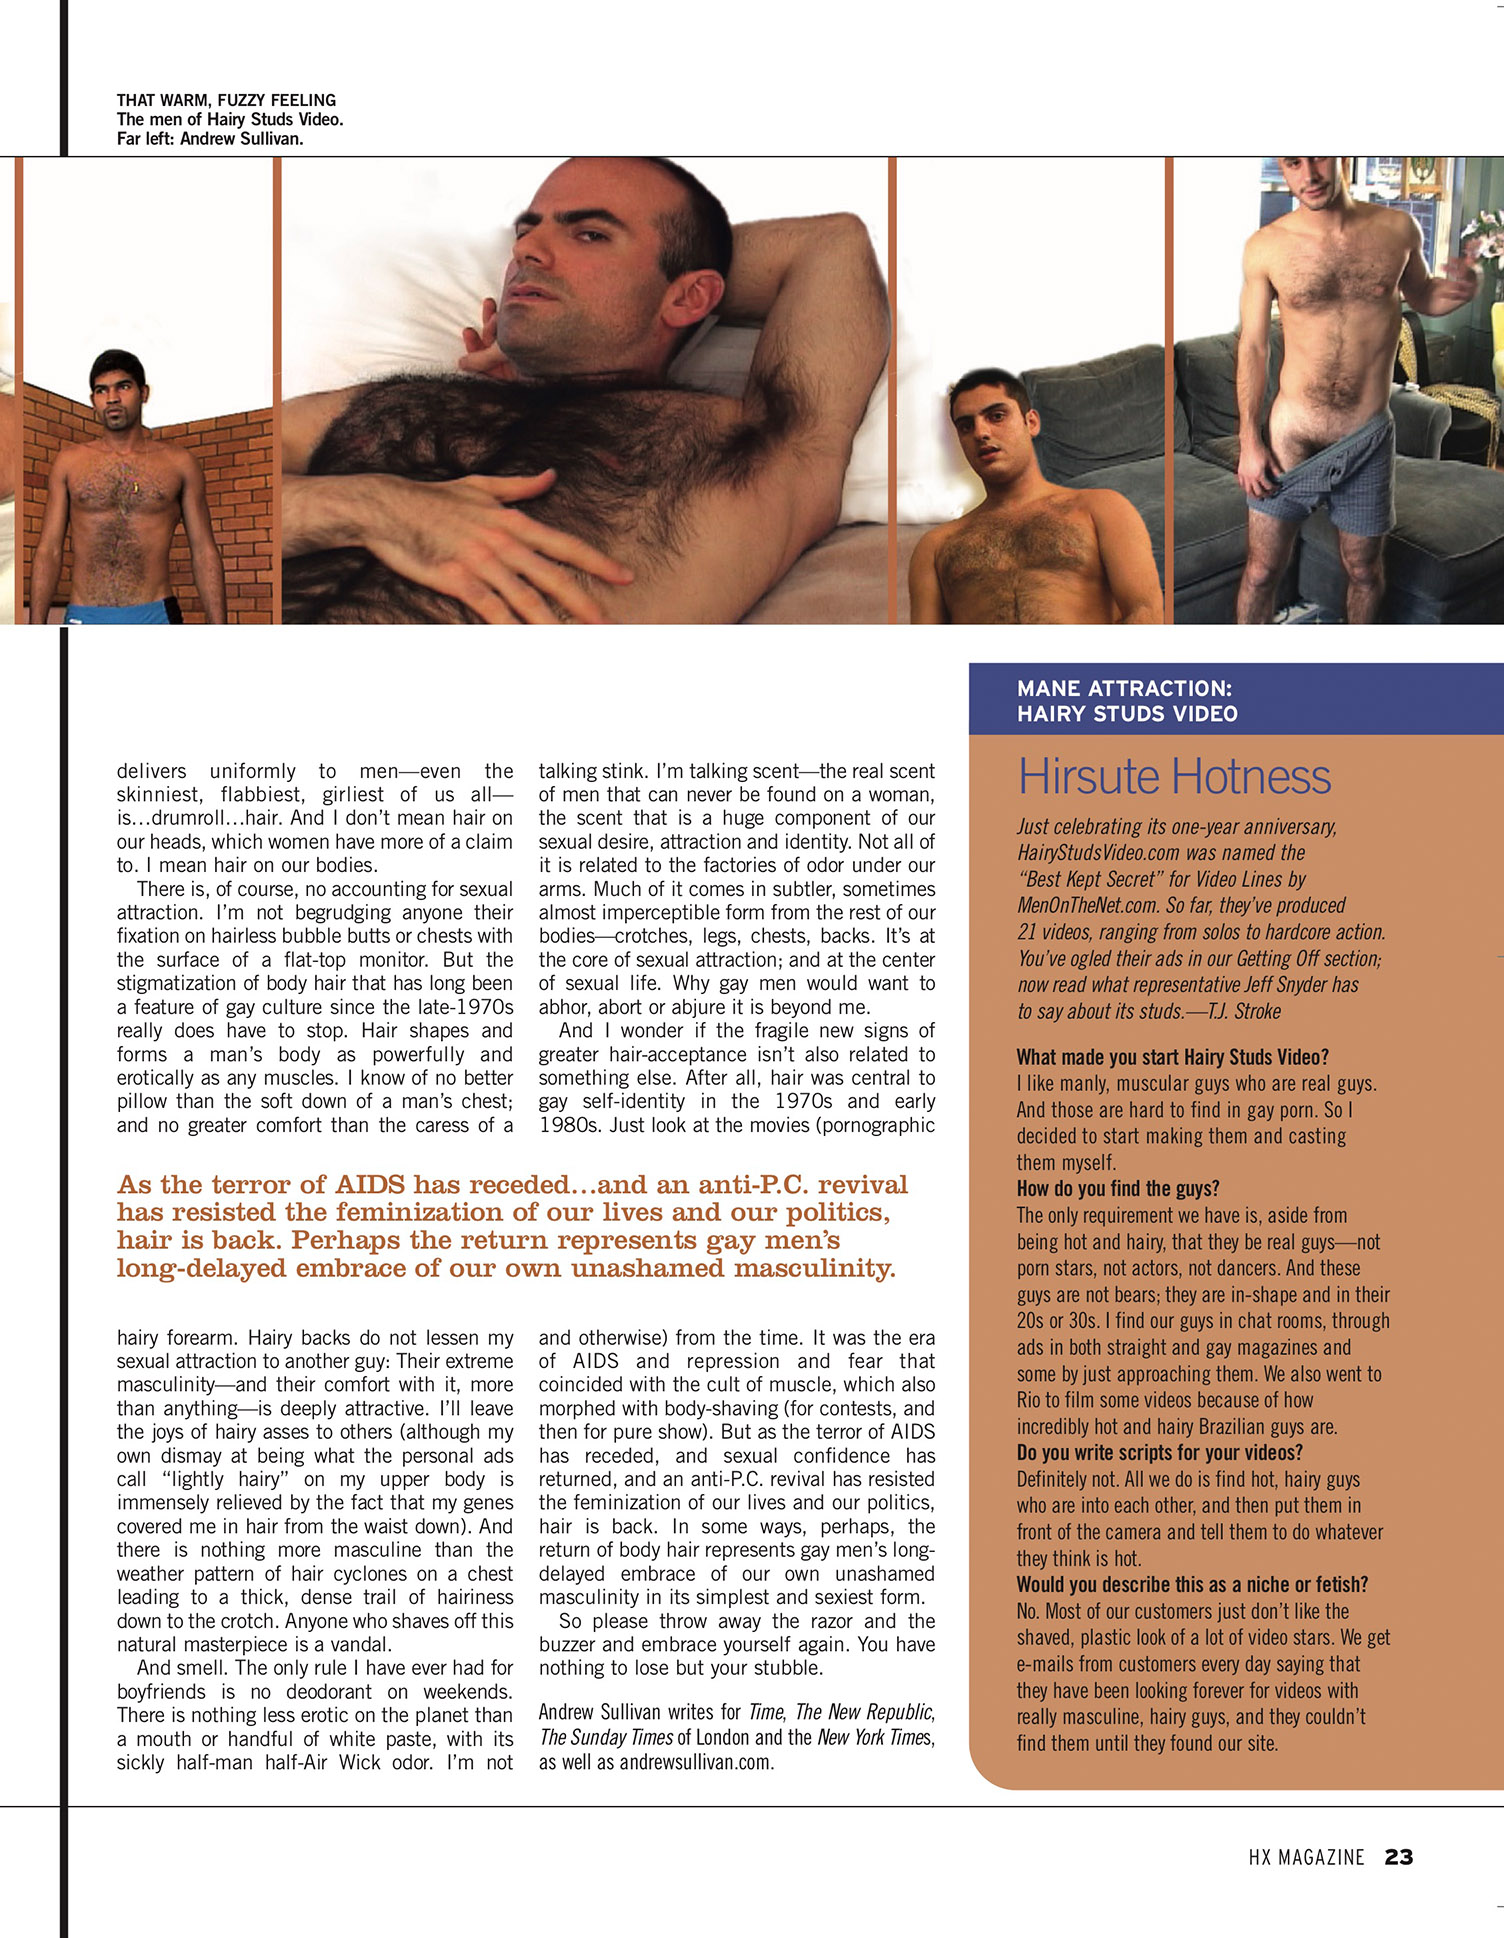 THAT WARM, FUZZY FEELING
The men of Hairy Studs Video.
Far left: Andrew Sullivan.
delivers uniformly to men—even the
skinniest, flabbiest, girliest of us all—
is…drumroll…hair. And I don't mean hair on
our heads, which women have more of a claim
to. I mean hair on our bodies.
There is, of course, no accounting for sexual
attraction. I'm not begrudging anyone their
fixation on hairless bubble butts or chests with
the surface of a flat-top monitor. But the
stigmatization of body hair that has long been
a feature of gay culture since the late-1970s
really does have to stop. Hair shapes and
forms a man's body as powerfully and
erotically as any muscles. I know of no better
pillow than the soft down of a man's chest;
and no greater comfort than the caress of a
hairy forearm. Hairy backs do not lessen my
sexual attraction to another guy: Their extreme
masculinity—and their comfort with it, more
than anything—is deeply attractive. I'll leave
the joys of hairy asses to others (although my
own dismay at being what the personal ads
call “lightly hairy” on my upper body is
immensely relieved by the fact that my genes
covered me in hair from the waist down). And
there is nothing more masculine than the
weather pattern of hair cyclones on a chest
leading to a thick, dense trail of hairiness
down to the crotch. Anyone who shaves off this
natural masterpiece is a vandal.
And smell. The only rule I have ever had for
boyfriends is no deodorant on weekends.
There is nothing less erotic on the planet than
a mouth or handful of white paste, with its
sickly half-man half-Air Wick odor. I'm not
talking stink. I'm talking scent—the real scent
of men that can never be found on a woman,
the scent that is a huge component of our
sexual desire, attraction and identity. Not all of
it is related to the factories of odor under our
arms. Much of it comes in subtler, sometimes
almost imperceptible form from the rest of our
bodies—crotches, legs, chests, backs. It's at
the core of sexual attraction; and at the center
of sexual life. Why gay men would want to
abhor, abort or abjure it is beyond me.
And I wonder if the fragile new signs of
greater hair-acceptance isn't also related to
something else. After all, hair was central to
gay self-identity in the 1970s and early
1980s. Just look at the movies (pornographic
and otherwise) from the time. It was the era
of AIDS and repression and fear that
coincided with the cult of muscle, which also
morphed with body-shaving (for contests, and
then for pure show). But as the terror of AIDS
has receded, and sexual confidence has
returned, and an anti-P.C. revival has resisted
the feminization of our lives and our politics,
hair is back. In some ways, perhaps, the
return of body hair represents gay men's long-
delayed embrace of our own unashamed
masculinity in its simplest and sexiest form.
So please throw away the razor and the
buzzer and embrace yourself again. You have
nothing to lose but your stubble.
Andrew Sullivan writes for Time, The New Republic,
The Sunday Times of London and the New York Times,
as well as andrewsullivan.com.
As the terror of AIDS has receded…and an anti-P.C. revival
has resisted the feminization of our lives and our politics,
hair is back. Perhaps the return represents gay men's
long-delayed embrace of our own unashamed masculinity.
MANE ATTRACTION:
HAIRY STUDS VIDEO
Hirsute Hotness
Just celebrating its one-year anniversary,
HairyStudsVideo.com was named the
“Best Kept Secret” for Video Lines by
MenOnTheNet.com. So far, they've produced
21 videos, ranging from solos to hardcore action.
You've ogled their ads in our Getting Off section;
now read what representative Jeff Snyder has
to say about its studs.—T.J. Stroke
What made you start Hairy Studs Video?
I like manly, muscular guys who are real guys.
And those are hard to find in gay porn. So I
decided to start making them and casting
them myself.
How do you find the guys?
The only requirement we have is, aside from
being hot and hairy, that they be real guys—not
porn stars, not actors, not dancers. And these
guys are not bears; they are in-shape and in their
20s or 30s. I find our guys in chat rooms, through
ads in both straight and gay magazines and
some by just approaching them. We also went to
Rio to film some videos because of how
incredibly hot and hairy Brazilian guys are.
Do you write scripts for your videos?
Definitely not. All we do is find hot, hairy guys
who are into each other, and then put them in
front of the camera and tell them to do whatever
they think is hot.
Would you describe this as a niche or fetish?
No. Most of our customers just don't like the
shaved, plastic look of a lot of video stars. We get
e-mails from customers every day saying that
they have been looking forever for videos with
really masculine, hairy guys, and they couldn't
find them until they found our site.
HX MAGAZINE 23